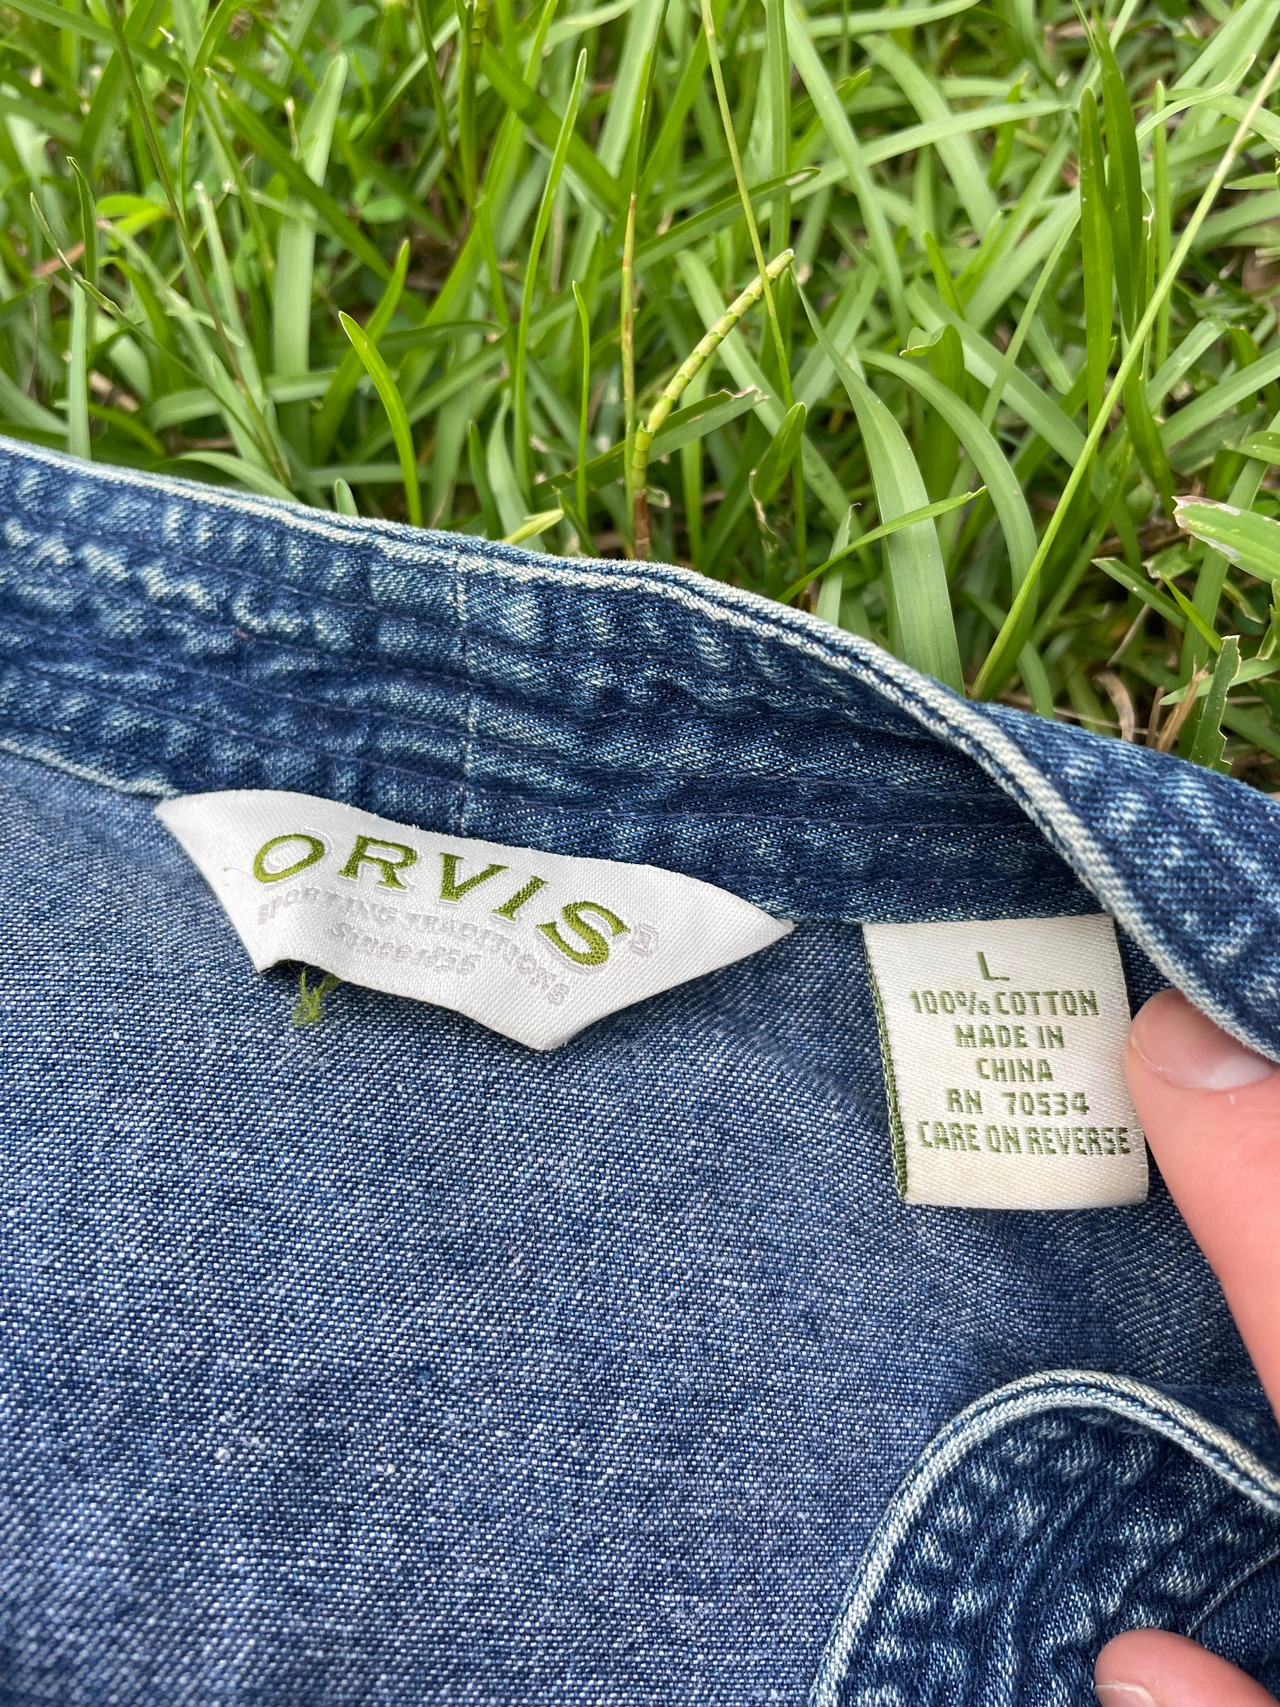 ORVIS
SPORTING TRADITIONS
Since 1856
L
100% COTTON
MADE IN
CHINA
RN 70534
CARE ON REVERSE